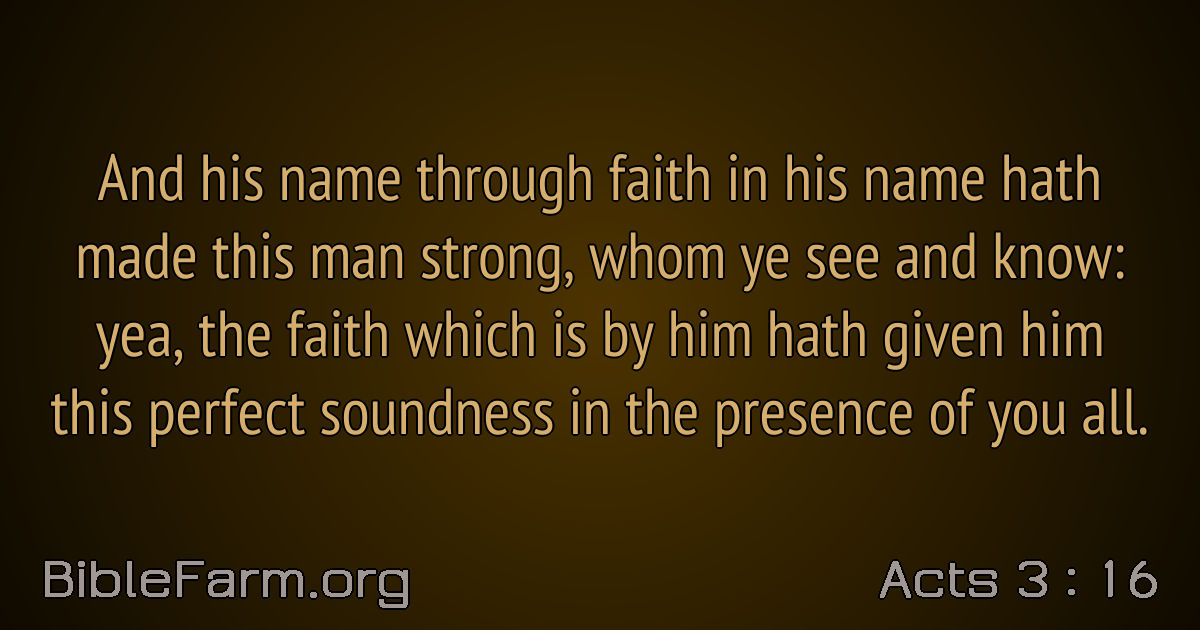 And his name through faith in his name hath
made this man strong, whom ye see and know:
yea, the faith which is by him hath given him
this perfect soundness in the presence of you all.
BibleFarm.org
Acts 3 : 16